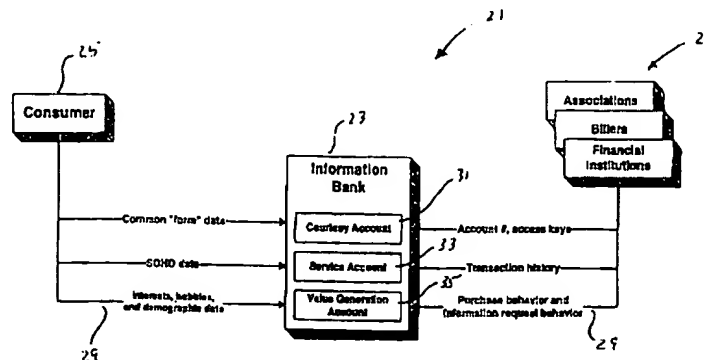 21
25
2
Consumer
Associations
Billers
Financial
Institutions
23
Information
Bank
31
Common "form" data
Courtesy Account
Account #, access keys
33
SOHO data
Service Account
Transaction history
35
Interests, hobbies,
and demographic data
Value Generation
Account
Purchase behavior and
information request behavior
29
29